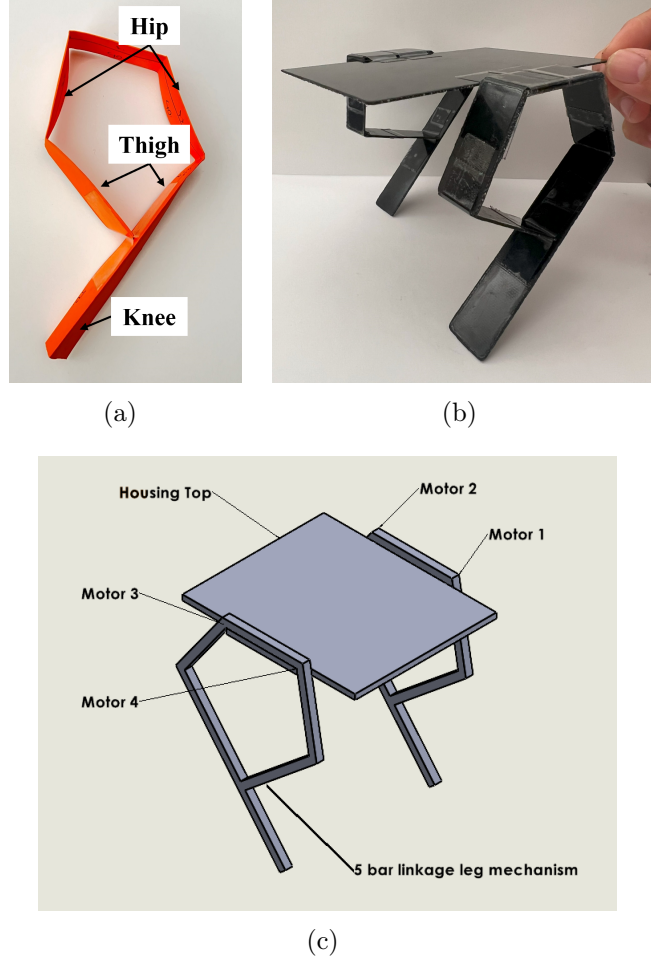 Hip
Thigh
Knee
(a)
(b)
Motor 2
Housing Top
Motor 1
Motor 3
Motor 4
5 bar linkage leg mechanism
(c)